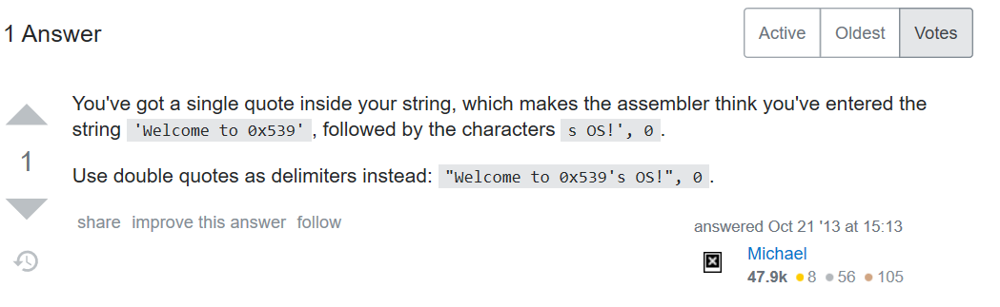 1 Answer
Active Oldest Votes
You've got a single quote inside your string, which makes the assembler think you've entered the
string 'Welcome to 0x539' , followed by the characters s OS!', 0 .
1
Use double quotes as delimiters instead: "Welcome to 0x539's OS!", 0 .
share improve this answer follow
answered Oct 21 '13 at 15:13
Michael
47.9k 8 56 105